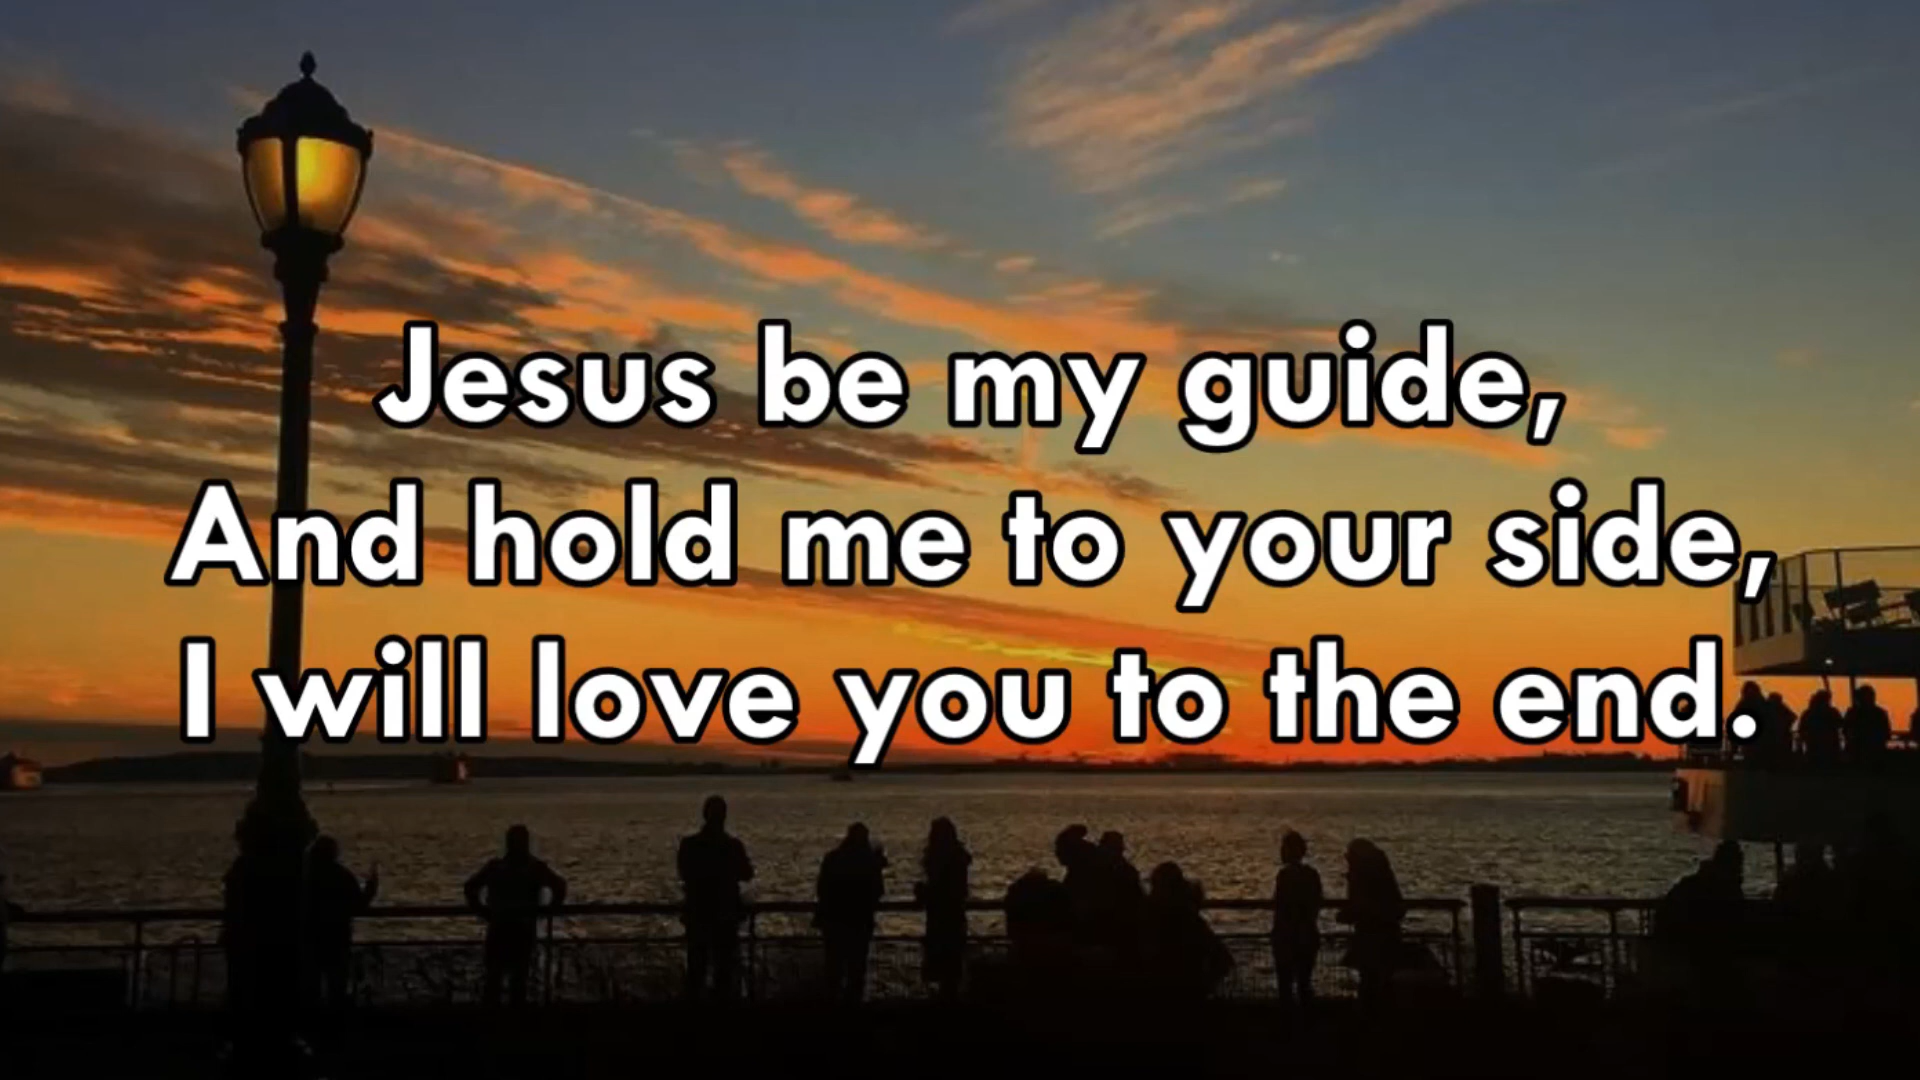 Jesus be my guide,
And hold me to your side,
I will love you to the end.